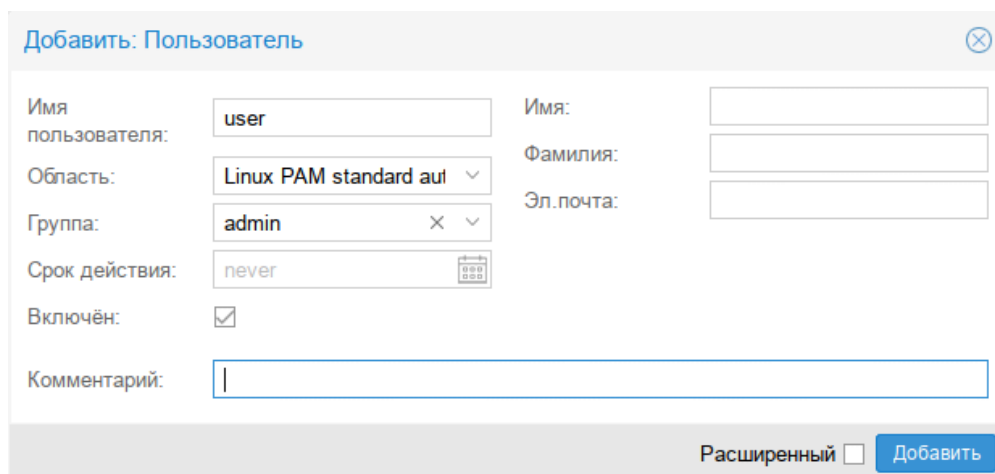 Добавить: Пользователь
Имя
пользователя:
user
Область:
Linux PAM standard aut
Группа:
admin
Срок действия:
never
Включён:
Имя:
Фамилия:
Эл.почта:
Комментарий:
Расширенный
Добавить